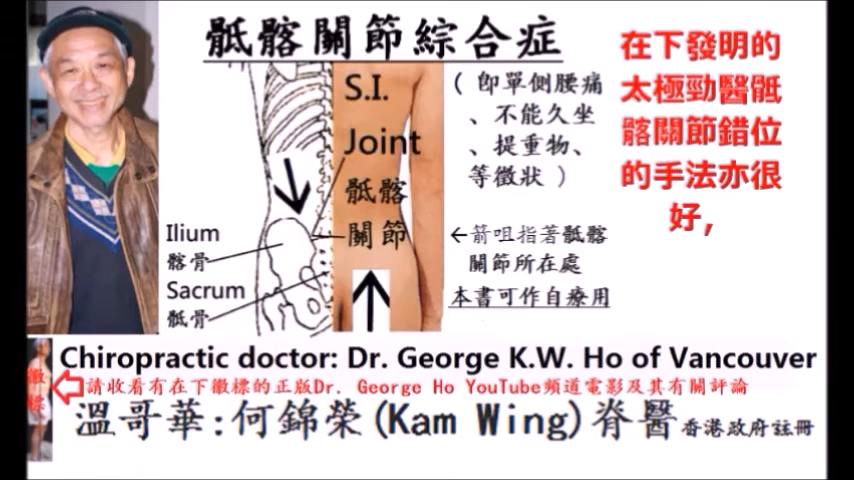 骶髂關節綜合症
在下發明的
太極勁醫骶
髂關節錯位
的手法亦很
好，
S.I.
Joint
骶髂
關節
( 即單側腰痛
、不能久坐
、提重物、
等徵狀 )
Ilium
髂骨
Sacrum
骶骨
←箭咀指著骶髂
關節所在處
本書可作自療用
Chiropractic doctor: Dr. George K.W. Ho of Vancouver
徽標
請收看有在下徽標的正版Dr. George Ho YouTube頻道電影及其有關評論
溫哥華:何錦榮(Kam Wing)脊醫香港政府註冊